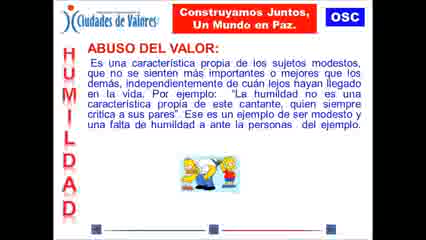 Ciudades de Valores
Construyamos Juntos,
Un Mundo en Paz.
OSC
HUMILDAD
ABUSO DEL VALOR:
Es una característica propia de los sujetos modestos,
que no se sienten más importantes o mejores que los
demás, independientemente de cuán lejos hayan llegado
en la vida. Por ejemplo: “La humildad no es una
característica propia de este cantante, quien siempre
critica a sus pares”. Ese es un ejemplo de ser modesto y
una falta de humildad a ante la personas del ejemplo.